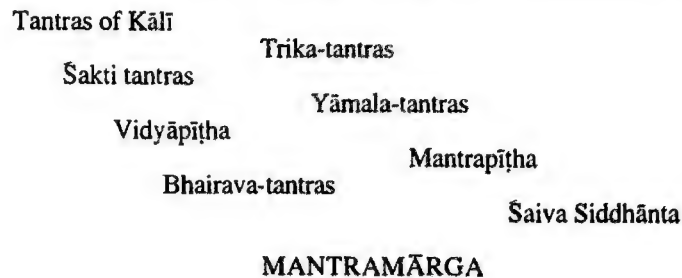 Tantras of Kālī
Trika-tantras
Śakti tantras
Yāmala-tantras
Vidyāpīṭha
Mantrapīṭha
Bhairava-tantras
Śaiva Siddhānta
MANTRAMĀRGA